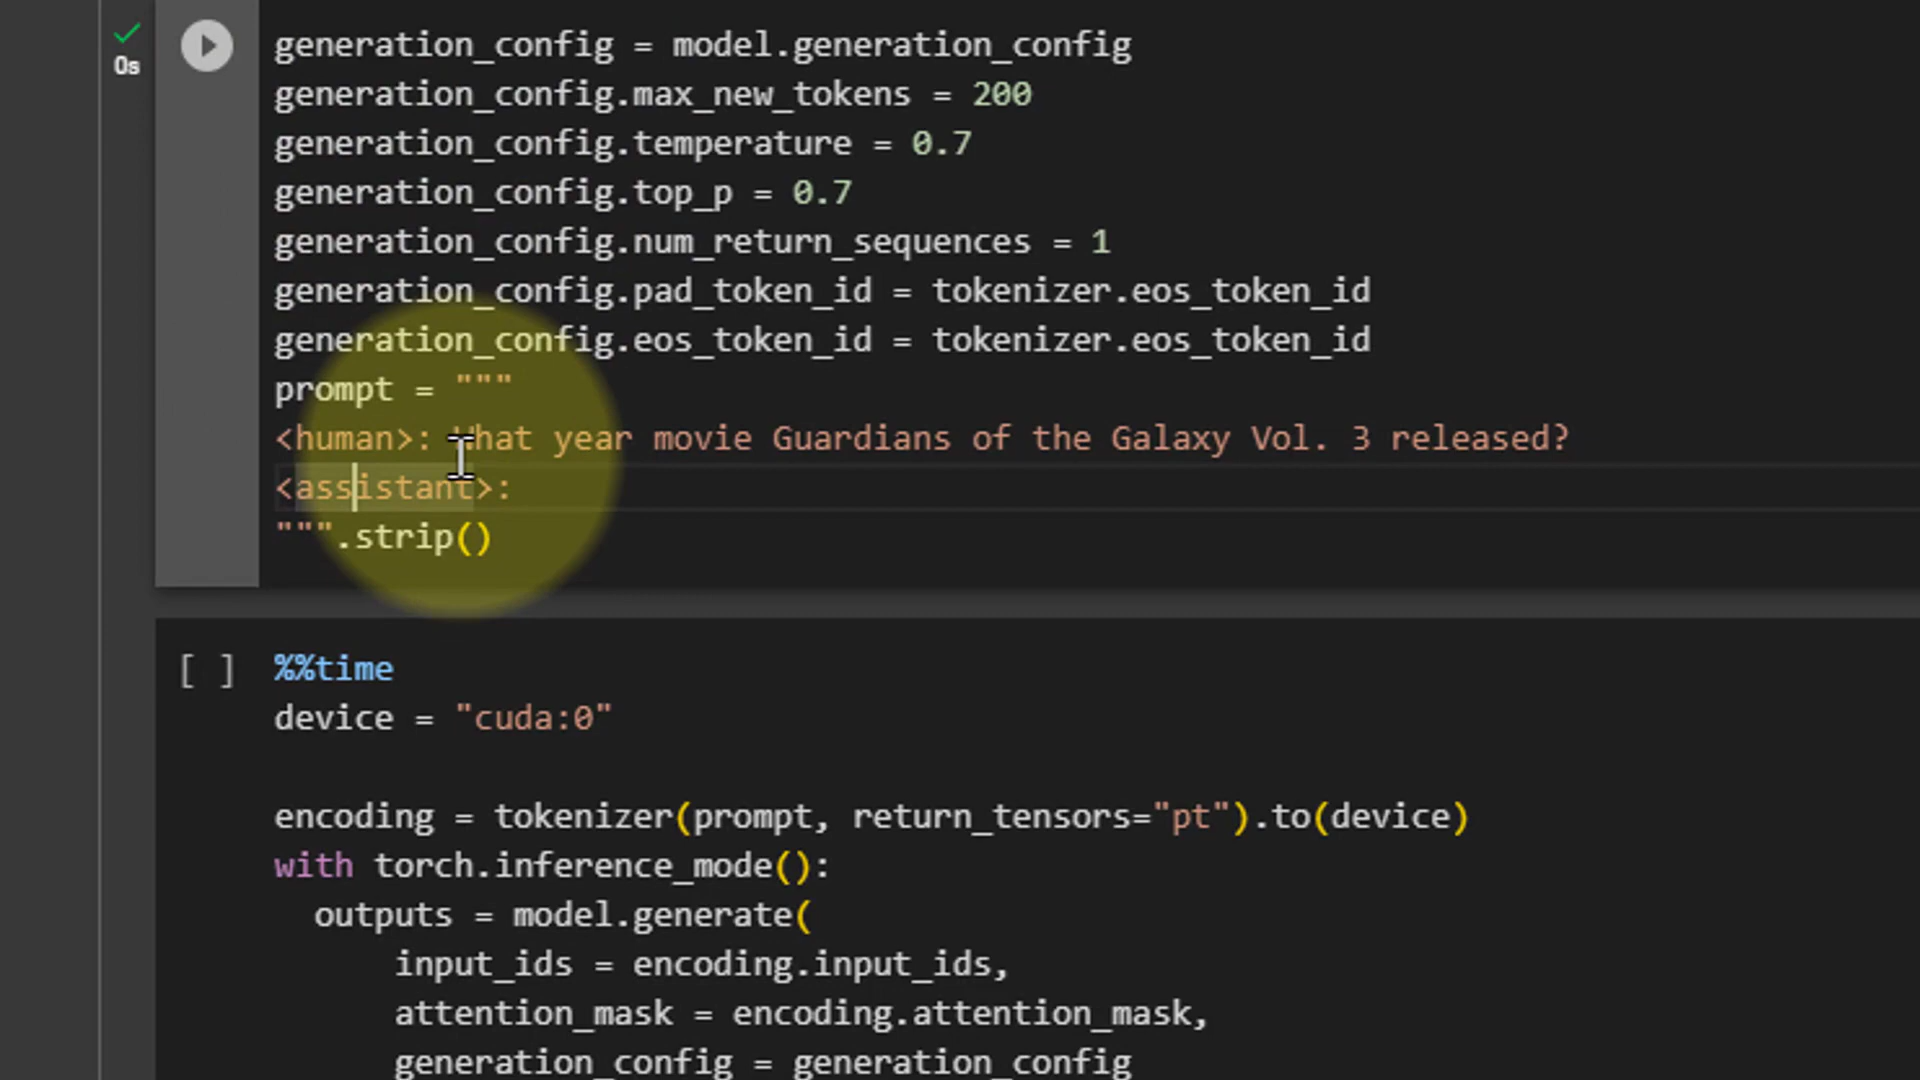 generation_config = model.generation_config
0s
generation_config.max_new_tokens = 200
generation_config.temperature = 0.7
generation_config.top_p = 0.7
generation_config.num_return_sequences = 1
generation_config.pad_token_id = tokenizer.eos_token_id
generation_config.eos_token_id = tokenizer.eos_token_id
prompt = """
<human>: What year movie Guardians of the Galaxy Vol. 3 released?
<assistant>:
""".strip()
[ ] %%time
device = "cuda:0"
encoding = tokenizer(prompt, return_tensors="pt").to(device)
with torch.inference_mode():
outputs = model.generate(
input_ids = encoding.input_ids,
attention_mask = encoding.attention_mask,
generation_config = generation_config